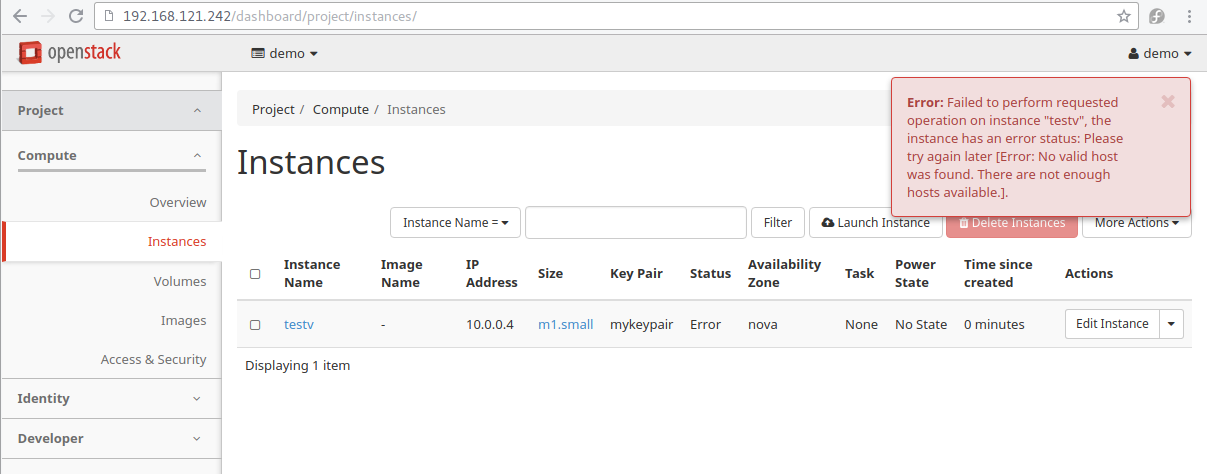 192.168.121.242/dashboard/project/instances/
openstack
demo
demo
Project
Compute
Overview
Instances
Volumes
Images
Access & Security
Identity
Developer
Project / Compute / Instances
Error: Failed to perform requested
operation on instance "testv", the
instance has an error status: Please
try again later [Error: No valid host
was found. There are not enough
hosts available.].
Instances
Instance Name = Filter Launch Instance Delete Instances More Actions
Instance Name Image Name IP Address Size Key Pair Status Availability Zone Task Power State Time since created Actions
testv - 10.0.0.4 m1.small mykeypair Error nova None No State 0 minutes Edit Instance
Displaying 1 item